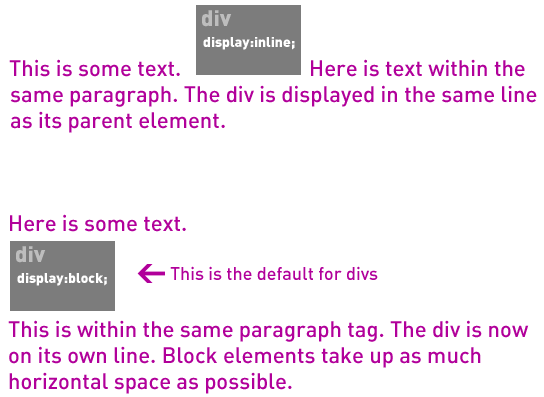 div
display:inline;
This is some text. Here is text within the
same paragraph. The div is displayed in the same line
as its parent element.
Here is some text.
div
display:block;
This is the default for divs
This is within the same paragraph tag. The div is now
on its own line. Block elements take up as much
horizontal space as possible.